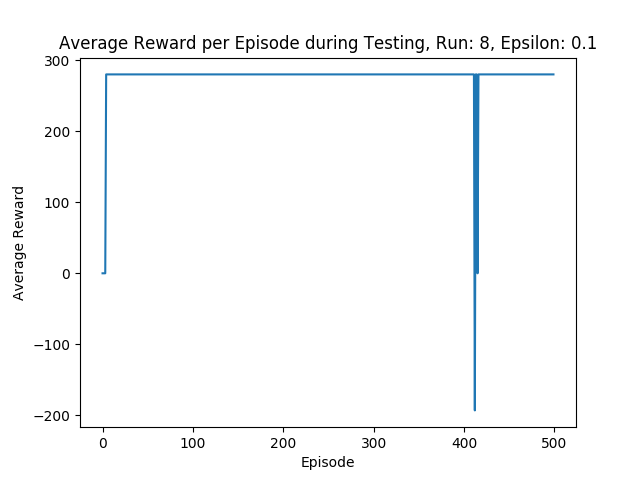 Average Reward per Episode during Testing, Run: 8, Epsilon: 0.1
300
200
100
0
−100
−200
Average Reward
0 100 200 300 400 500
Episode